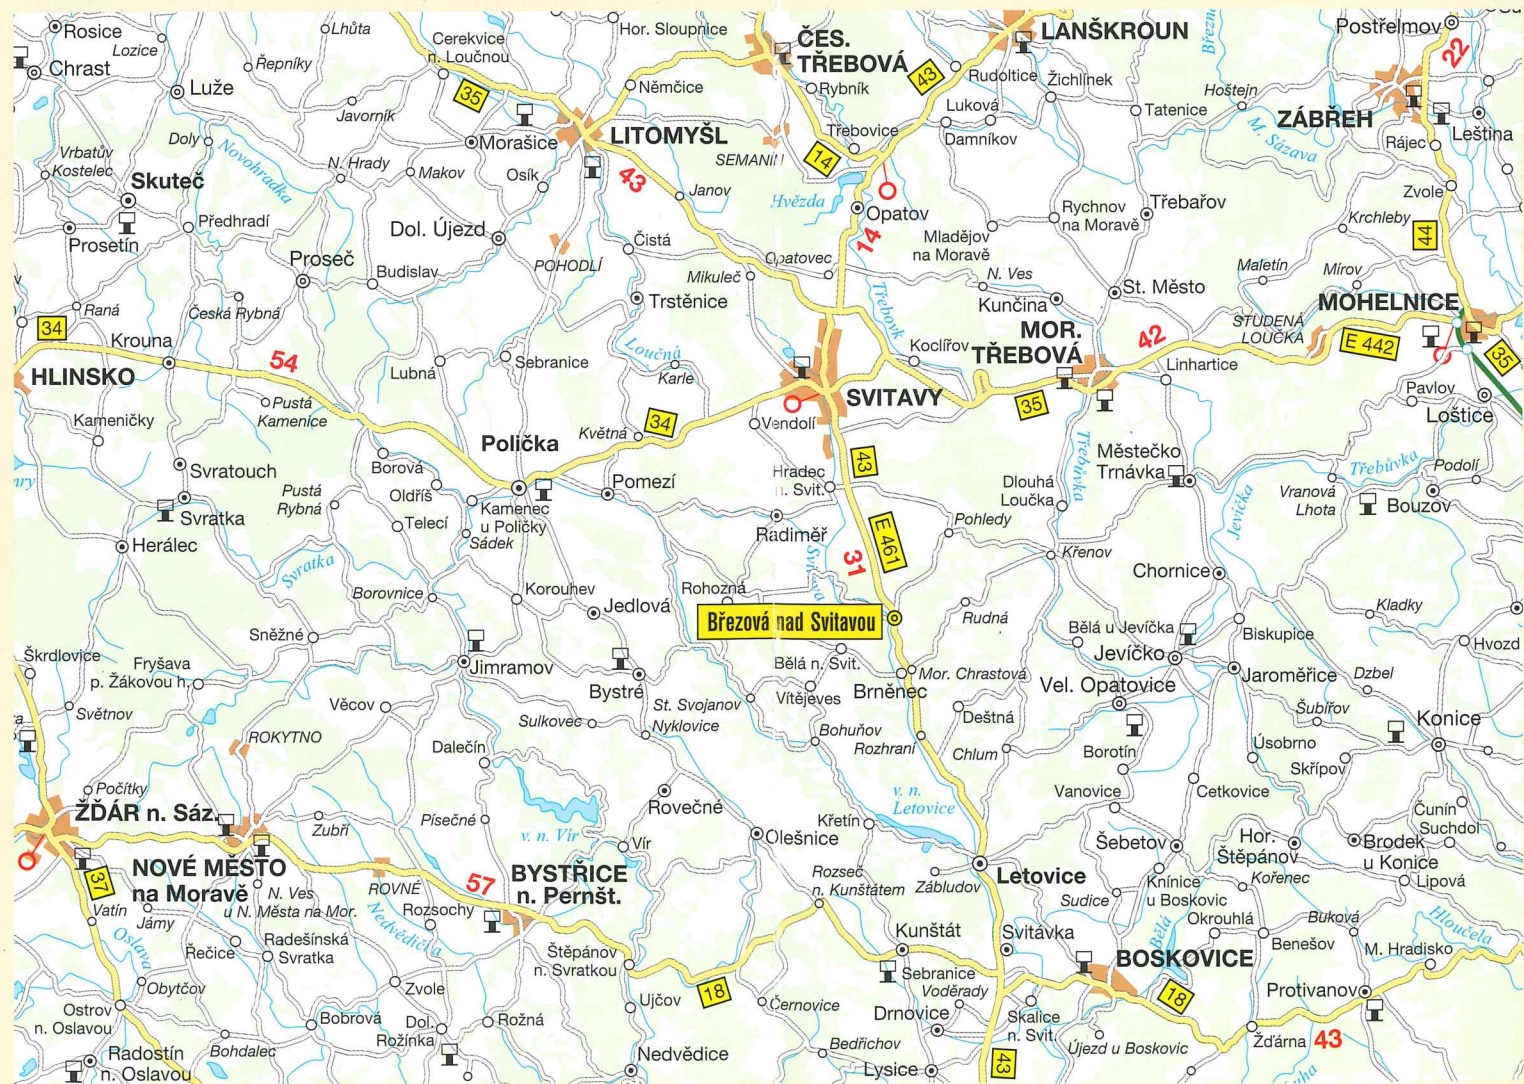 Rosice
Lozice
Chrast
Luže
Lhůta
Řepníky
Javorník
Cerekvice
n. Loučnou
Hor. Sloupnice
35
Němčice
Morašice
LITOMYŠL
ČES.
TŘEBOVÁ
Rybník
43
LANŠKROUN
Rudoltice
Žichlínek
Luková
Damníkov
Tatenice
Hoštejn
M. Sázava
Postřelmov
22
ZÁBŘEH
Leština
Rájec
Zvole
Krchleby
44
Vrbatův
Kostelec
Doly
Novohradka
N. Hrady
Makov
Osík
43
Janov
SEMANÍN
Třebovice
14
Hvězda
Opatov
14
Skuteč
Prosetín
Předhradí
Proseč
Budislav
Dol. Újezd
POHODLÍ
Čistá
Trstěnice
Mikuleč
Opatovec
Mladějov
na Moravě
Rychnov
na Moravě
Třebařov
N. Ves
Kunčina
St. Město
Maletín
Mírov
MOHELNICE
STUDENÁ
LOUČKA
E 442
35
Raná
34
Česká Rybná
Krouna
54
HLINSKO
Kameničky
Pustá
Kamenice
Lubná
Sebranice
Loučná
Karle
Třebovk
Koclířov
MOR.
TŘEBOVÁ
42
Linhartice
Pavlov
Loštice
SVITAVY
35
34
Květná
Vendolí
43
Polička
Svratouch
Borová
Oldříš
Pustá
Rybná
Telecí
Kamenec
u Poličky
Sádek
Pomezí
Hradec
n. Svit.
Radiměř
Dlouhá
Loučka
Třebůvka
Městečko
Trnávka
Jevíčka
Třebůvka
Podolí
Vranová
Lhota
Bouzov
Svratka
Herálec
Svratka
Borovnice
Korouhev
Jedlová
Rohozná
31
E 461
Pohledy
Křenov
Chornice
Březová nad Svitavou
Rudná
Bělá u Jevíčka
Jevíčko
Biskupice
Kladky
Hvozd
Sněžné
Škrdlovice
Fryšava
p. Žákovou h.
Světnov
Jimramov
Bystré
Věcov
Sulkovec
Nyklovice
St. Svojanov
Bělá n. Svit.
Vítějeves
Brněnec
Mor. Chrastová
Vel. Opatovice
Jaroměřice
Dzbel
Šubířov
Konice
ROKYTNO
Dalečín
Bohuňov
Rozhraní
Deštná
Chlum
Borotín
Úsobrno
Skřípov
Počítky
ŽĎÁR n. Sáz.
Zubří
Písečné
v. n. Vír
Vír
Rovečné
Olešnice
Křetín
v. n.
Letovice
Vanovice
Cetkovice
Čunín
Suchdol
Šebetov
Hor.
Štěpánov
Brodek
u Konice
37
NOVÉ MĚSTO
na Moravě
ROVNÉ
57
BYSTŘICE
n. Pernšt.
Rozseč
n. Kunštátem
Zábludov
Letovice
Knínice
u Boskovic
Kořenec
Lipová
Vatín
Jámy
N. Ves
u N. Města na Mor.
Nedvědička
Rozsochy
Sudice
Okrouhlá
Buková
Hloučela
Oslava
Řečice
Radešínská
Svratka
Štěpánov
n. Svratkou
Kunštát
Svitávka
Bělá
BOSKOVICE
Benešov
M. Hradisko
Obytčov
Zvole
18
Sebranice
Voděrady
18
Protivanov
Ostrov
n. Oslavou
Bobrová
Dol.
Rožínka
Rožná
Ujčov
Černovice
Drnovice
Skalice
n. Svit.
Žďárna
43
Radostín
n. Oslavou
Bohdalec
Nedvědice
Bedřichov
Lysice
43
Újezd u Boskovic